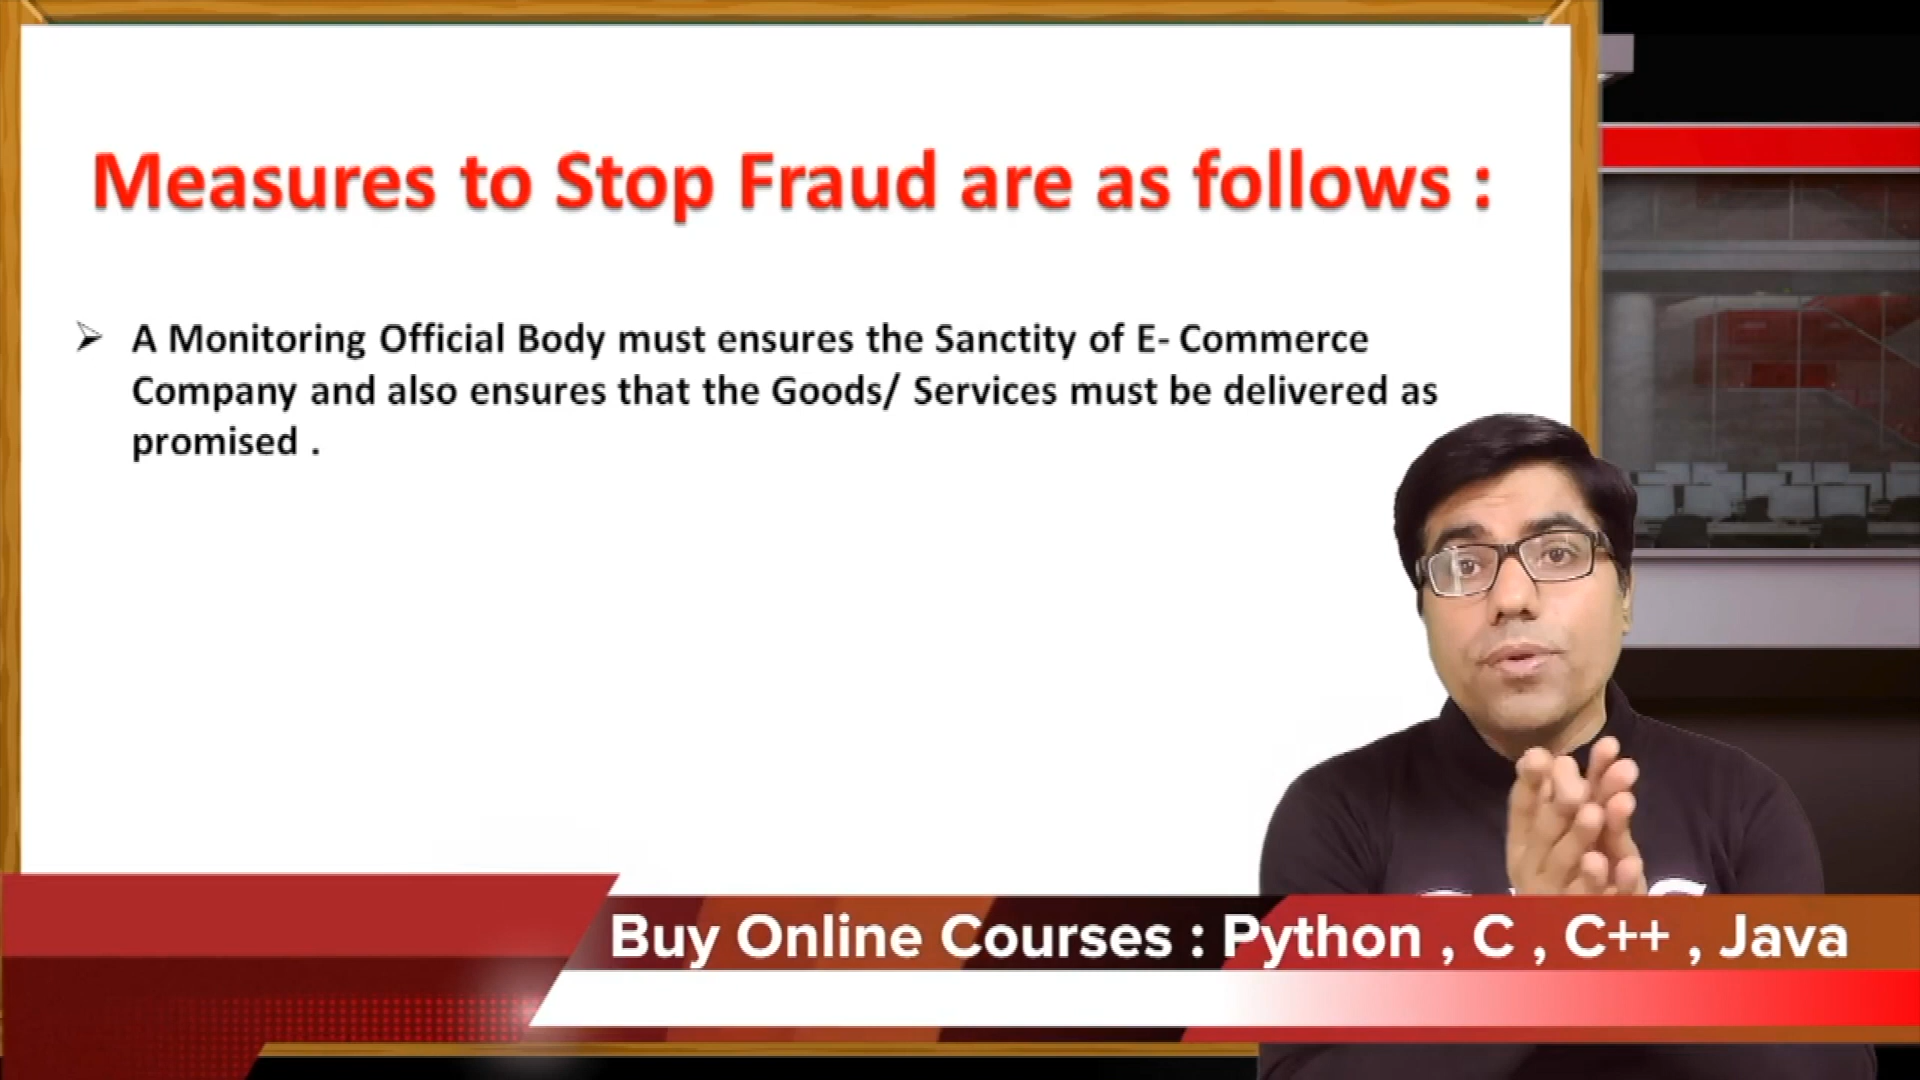 Measures to Stop Fraud are as follows :
➢ A Monitoring Official Body must ensures the Sanctity of E- Commerce
Company and also ensures that the Goods/ Services must be delivered as
promised .
Buy Online Courses : Python , C , C++ , Java